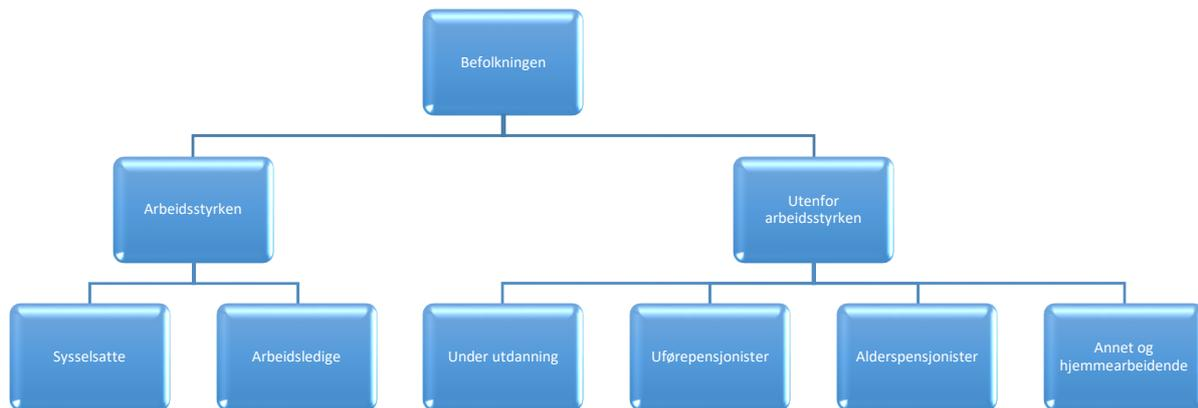 Befolkningen
Arbeidsstyrken
Utenfor
arbeidsstyrken
Sysselsatte
Arbeidsledige
Under utdanning
Uførepensjonister
Alderspensjonister
Annet og
hjemmearbeidende